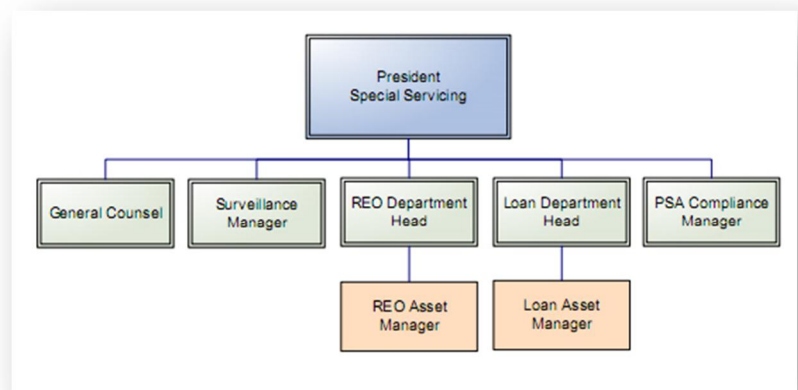 President
Special Servicing
General Counsel
Surveillance
Manager
REO Department
Head
Loan Department
Head
PSA Compliance
Manager
REO Asset
Manager
Loan Asset
Manager